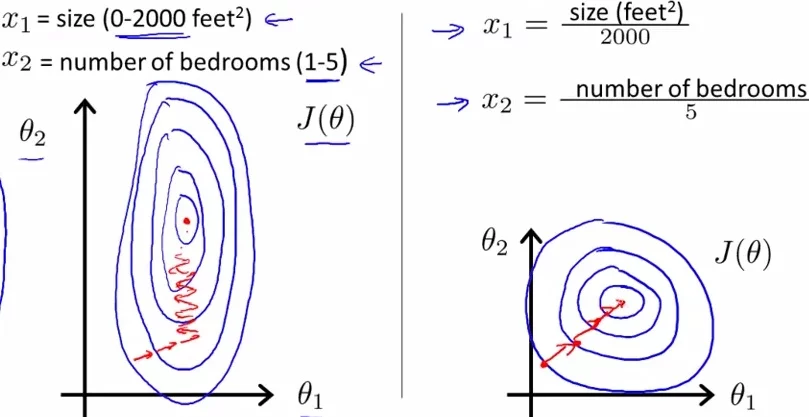 x₁ = size (0-2000 feet²)
x₂ = number of bedrooms (1-5)
θ₂
J(θ)
θ₁
x₁ = size (feet²) / 2000
x₂ = number of bedrooms / 5
θ₂
J(θ)
θ₁